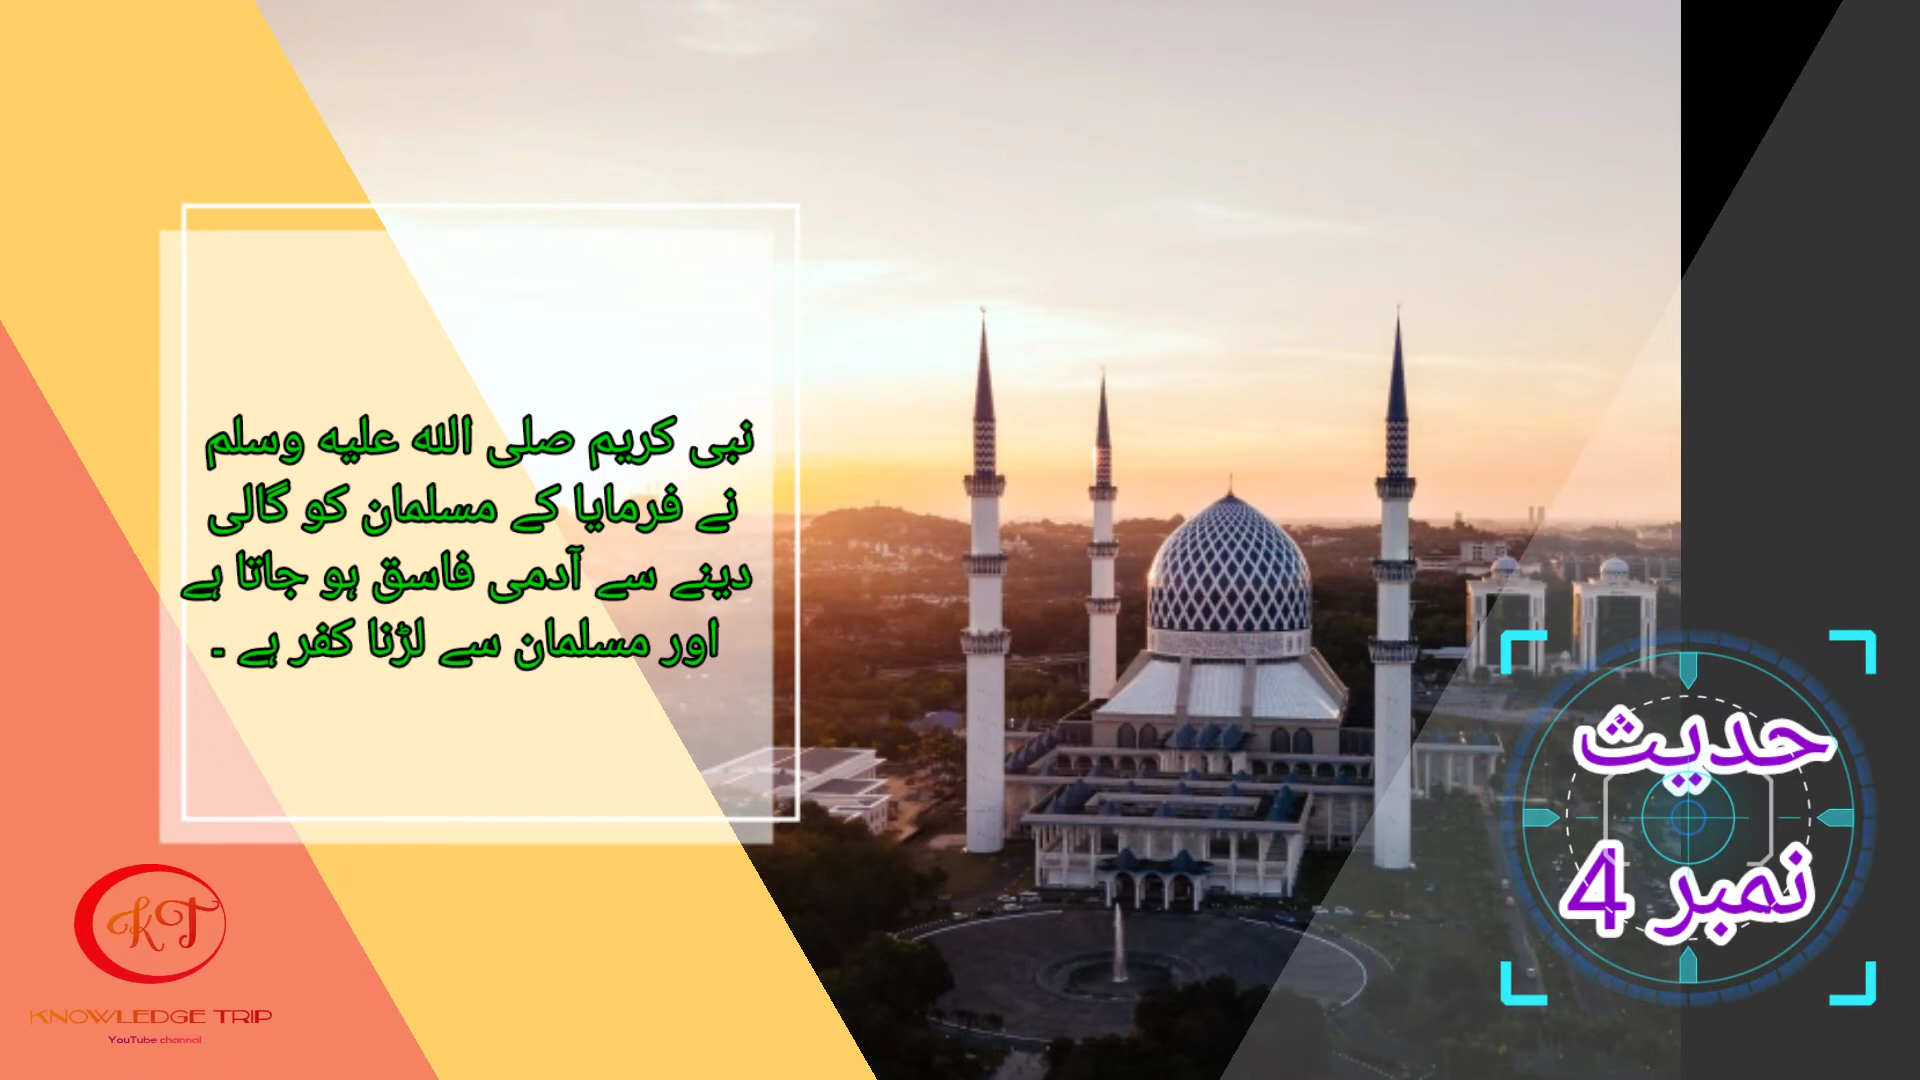 نبی کریم صلی اللہ علیہ وسلم
نے فرمایا کے مسلمان کو گالی
دینے سے آدمی فاسق ہو جاتا ہے
اور مسلمان سے لڑنا کفر ہے ۔
حدیث
نمبر 4
KT
KNOWLEDGE TRIP
YouTube channal